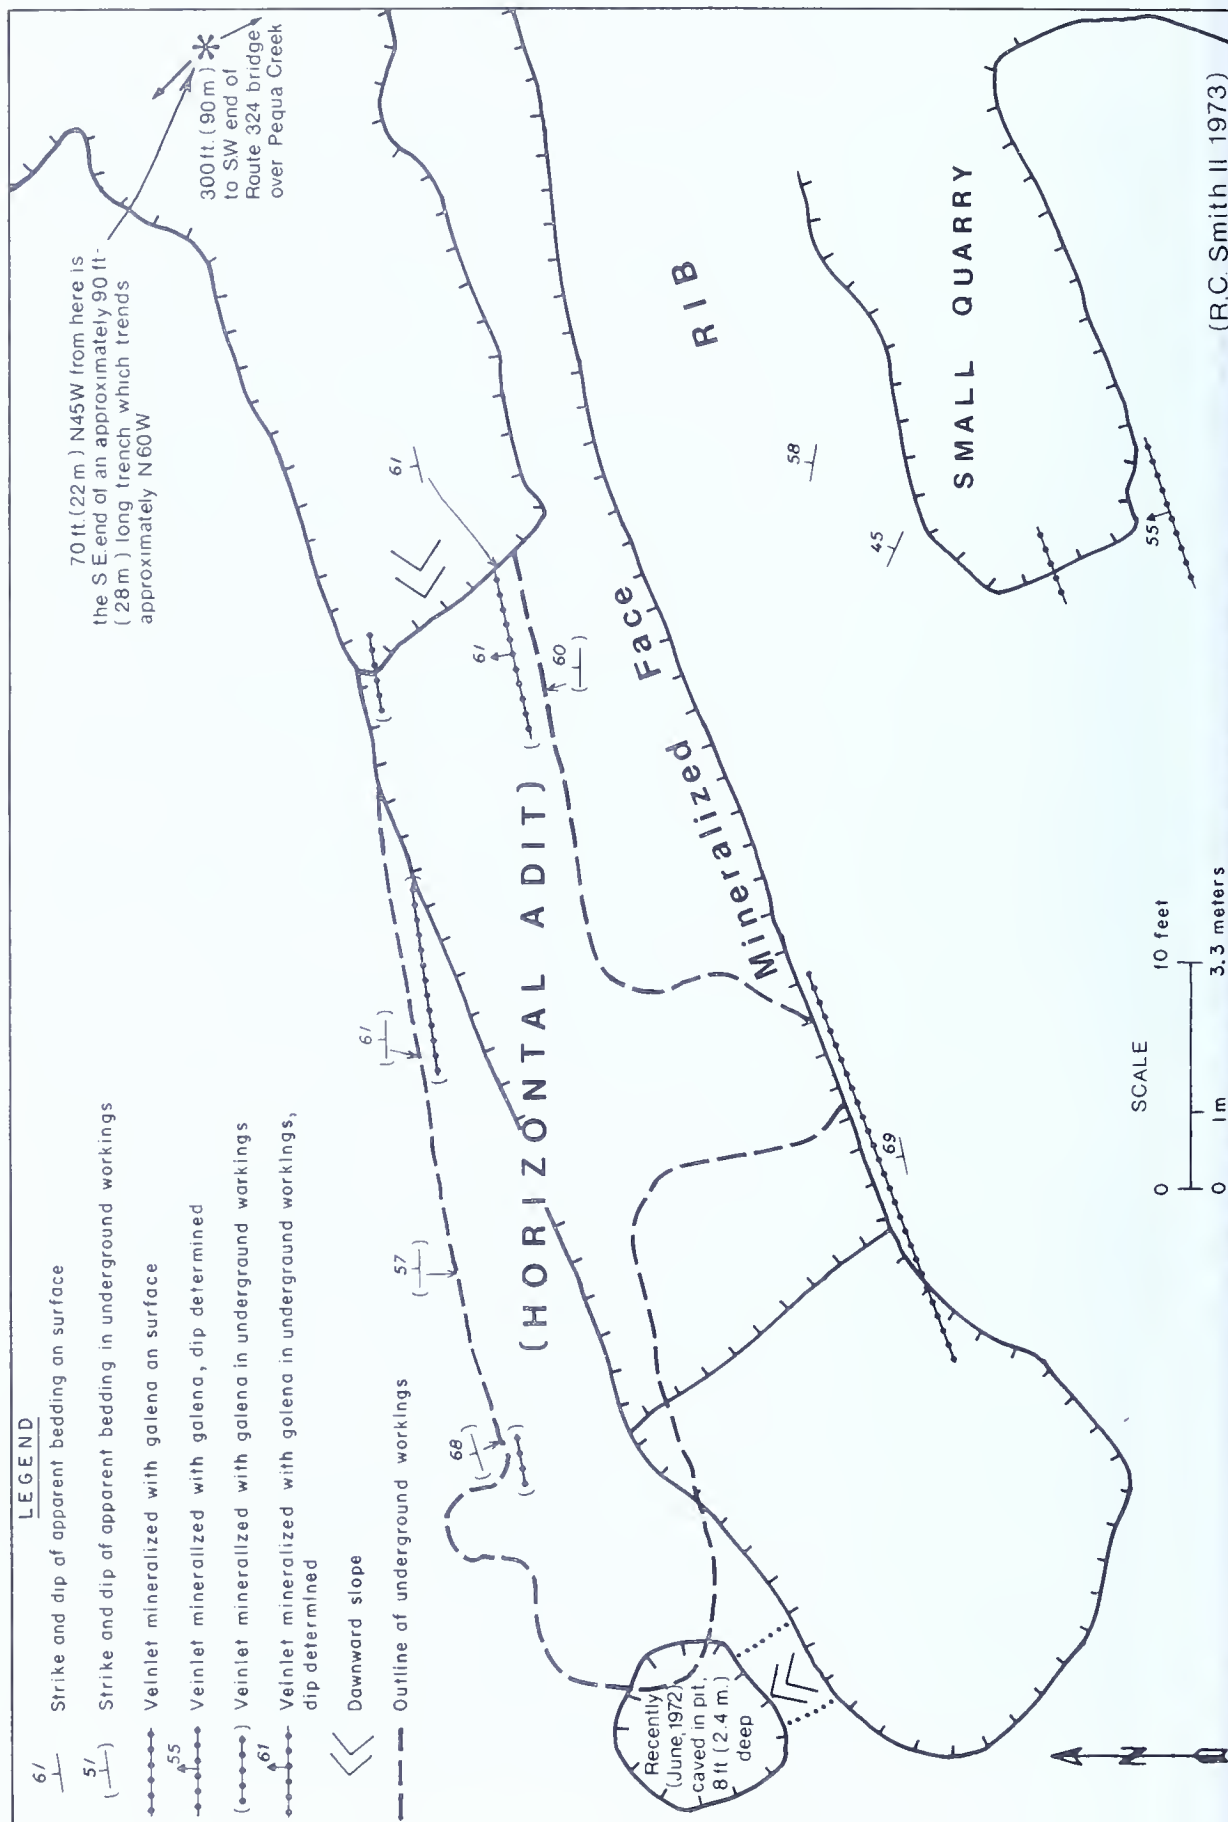 LEGEND
61
Strike and dip of apparent bedding an surface
51
( )
Strike and dip of apparent bedding in underground workings
Veinlet mineralized with galena an surface
55
Veinlet mineralized with galena, dip determined
( )
Veinlet mineralized with galena in underground warkings
61
Veinlet mineralized with golena in underground workings,
dip determined
Dawnward slope
Outline of underground workings
70 ft. (22 m) N45W from here is
the S E. end of an approximately 90 ft-
(28m) long trench which trends
approximately N60W
300 ft. (90 m)
to SW end of
Route 324 bridge
over Pequa Creek
(HORIZONTAL ADIT)
Mineralized Face
RIB
SMALL QUARRY
68
57
61
61
61
60
58
45
55
69
Recently
(June, 1972)
caved in pit,
8 ft (2.4 m.)
deep
N
SCALE
0 10 feet
0 1m 3.3 meters
(R.C. Smith II 1973)